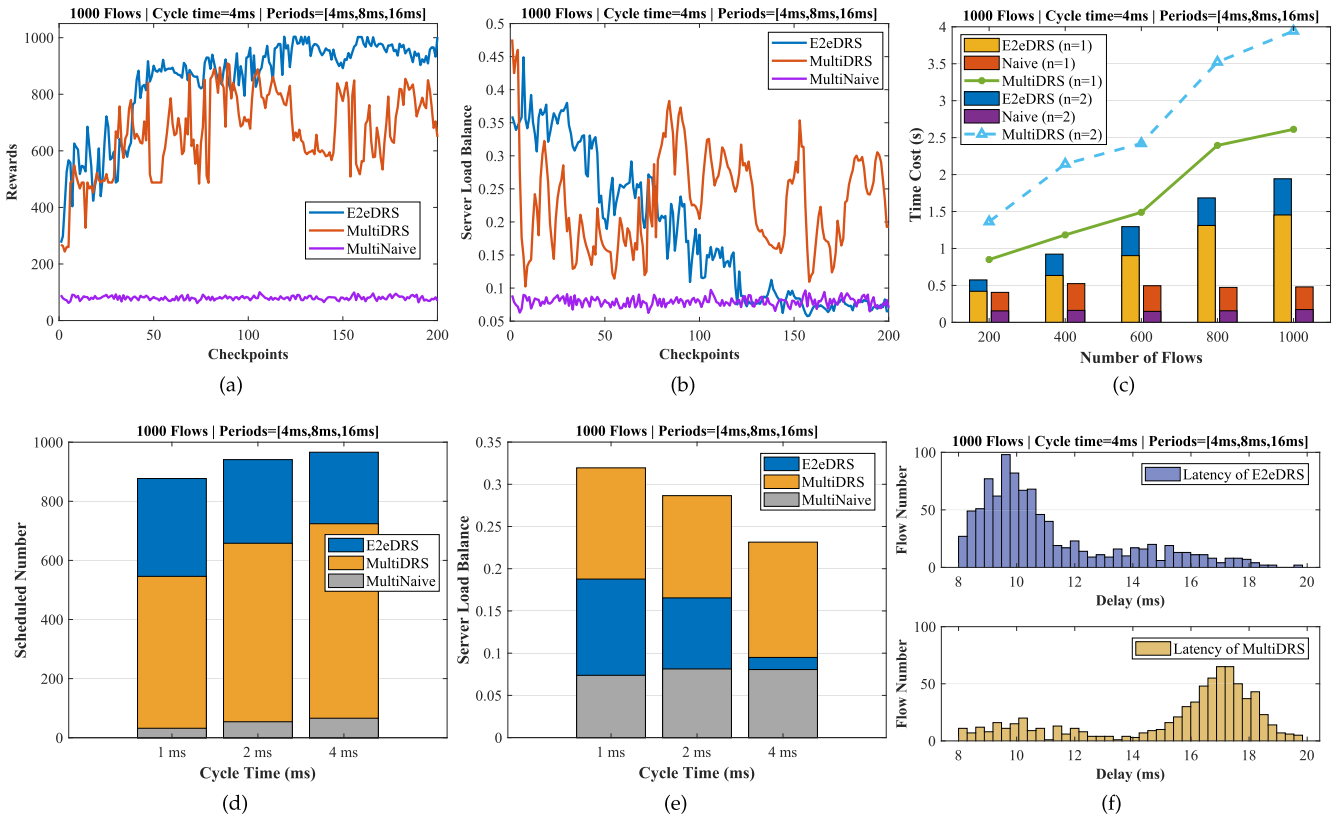 1000 Flows | Cycle time=4ms | Periods=[4ms,8ms,16ms]
Rewards
1000
800
600
400
200
0
E2eDRS
MultiDRS
MultiNaive
0 50 100 150 200
Checkpoints
(a)
1000 Flows | Cycle time=4ms | Periods=[4ms,8ms,16ms]
Server Load Balance
0.5
0.45
0.4
0.35
0.3
0.25
0.2
0.15
0.1
0.05
E2eDRS
MultiDRS
MultiNaive
0 50 100 150 200
Checkpoints
(b)
1000 Flows | Cycle time=4ms | Periods=[4ms,8ms,16ms]
Time Cost (s)
4
3.5
3
2.5
2
1.5
1
0.5
0
E2eDRS (n=1)
Naive (n=1)
MultiDRS (n=1)
E2eDRS (n=2)
Naive (n=2)
MultiDRS (n=2)
200 400 600 800 1000
Number of Flows
(c)
1000 Flows | Periods=[4ms,8ms,16ms]
Scheduled Number
1000
800
600
400
200
0
E2eDRS
MultiDRS
MultiNaive
1 ms 2 ms 4 ms
Cycle Time (ms)
(d)
1000 Flows | Periods=[4ms,8ms,16ms]
Server Load Balance
0.35
0.3
0.25
0.2
0.15
0.1
0.05
0
E2eDRS
MultiDRS
MultiNaive
1 ms 2 ms 4 ms
Cycle Time (ms)
(e)
1000 Flows | Cycle time=4ms | Periods=[4ms,8ms,16ms]
Flow Number
100
50
0
Latency of E2eDRS
8 10 12 14 16 18 20
Delay (ms)
Flow Number
100
50
0
Latency of MultiDRS
8 10 12 14 16 18 20
Delay (ms)
(f)